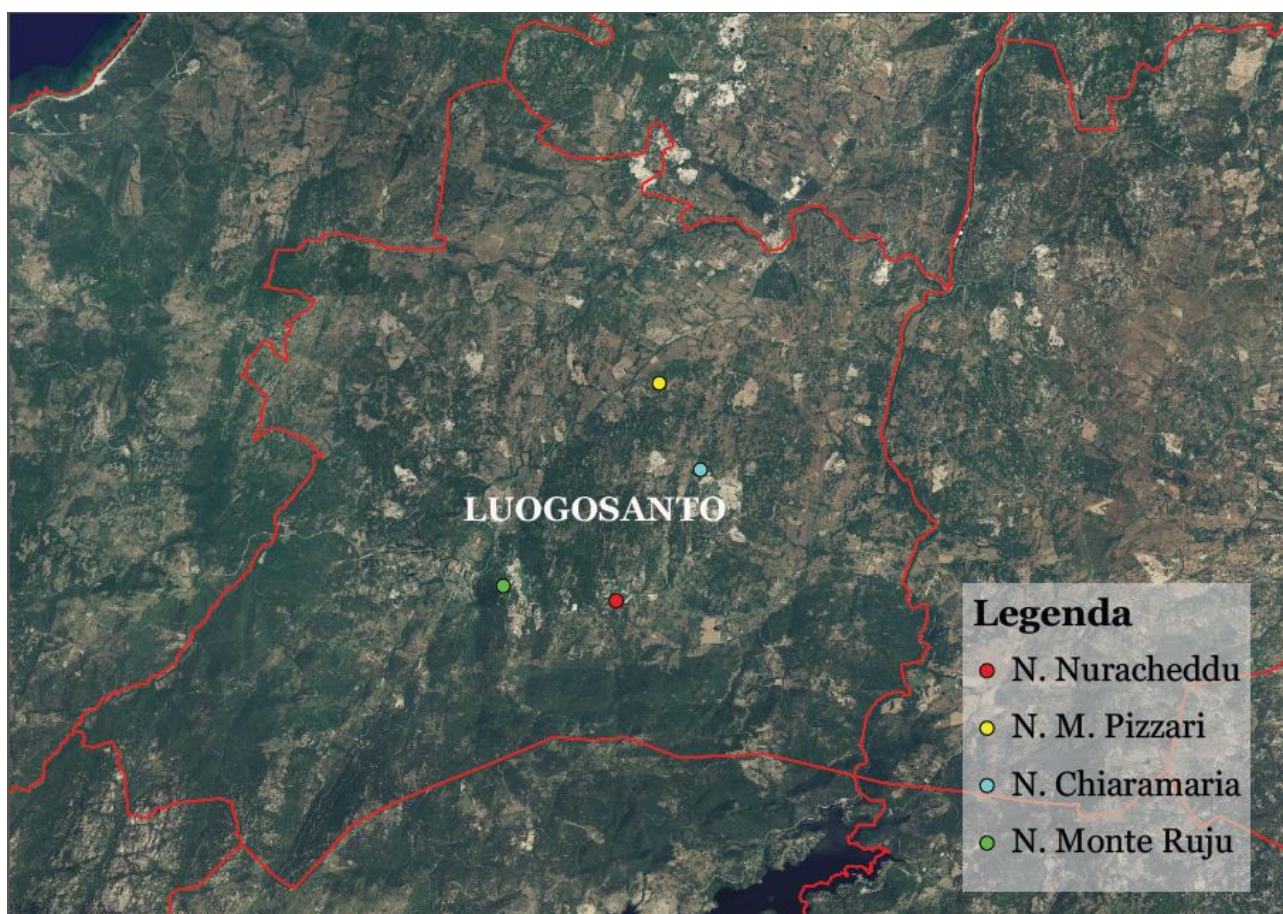 LUOGOSANTO
Legenda
N. Nuracheddu
N. M. Pizzari
N. Chiaramaria
N. Monte Ruju